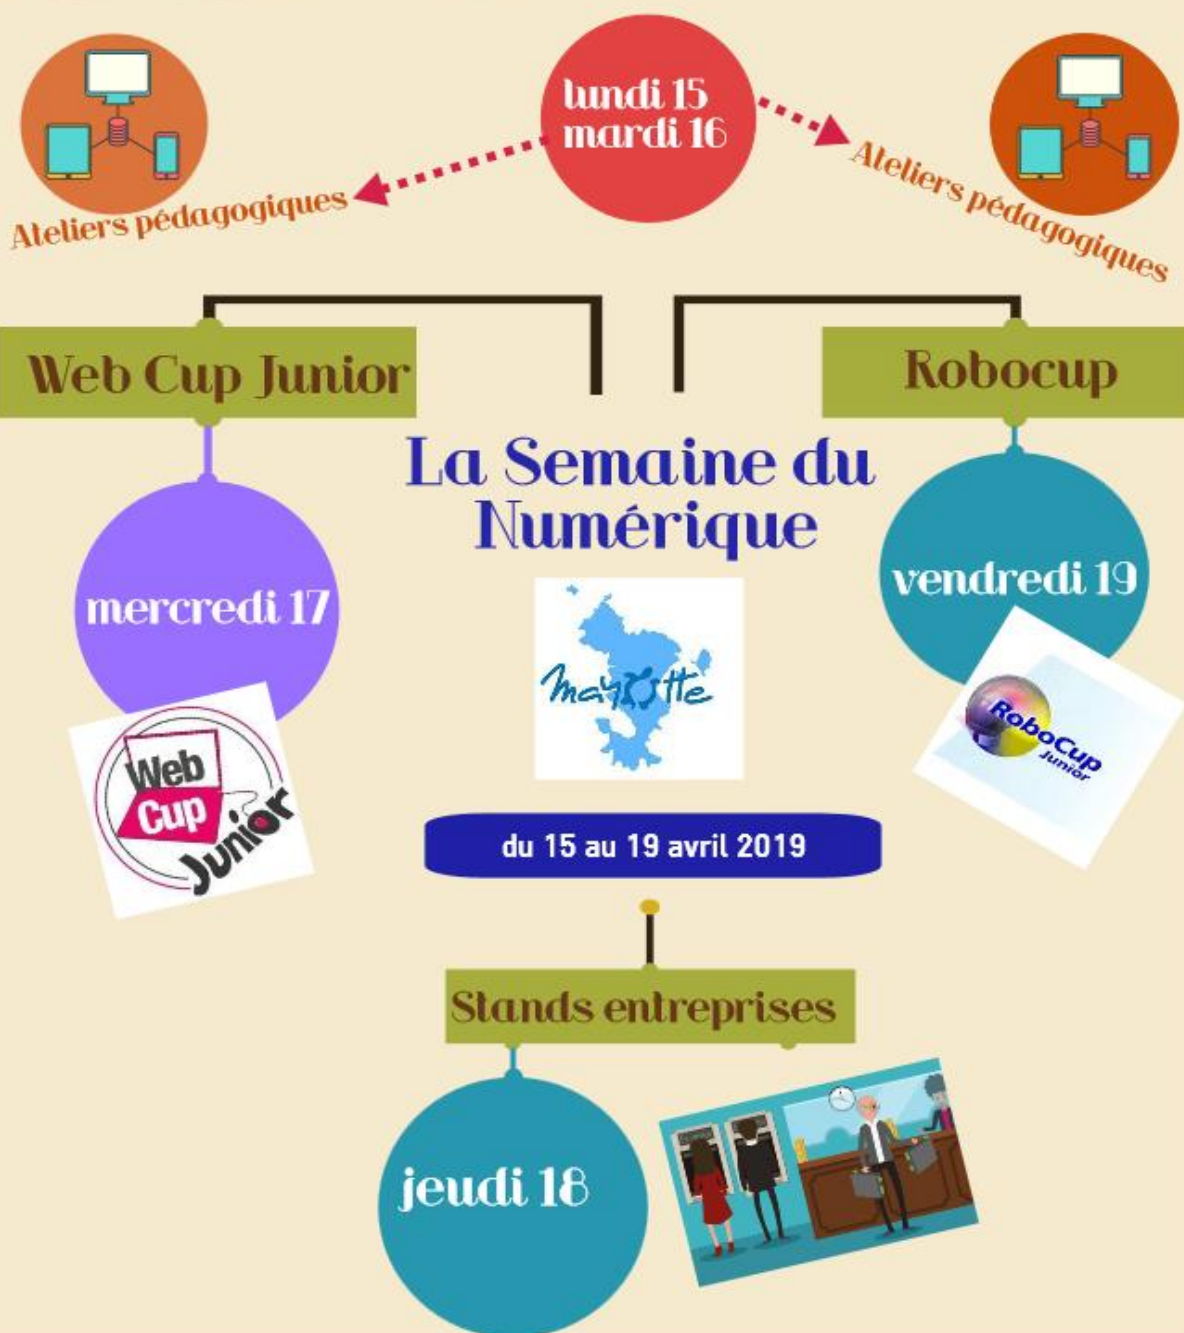 lundi 15
mardi 16
Ateliers pédagogiques
Ateliers pédagogiques
Web Cup Junior
Robocup
La Semaine du
Numérique
mercredi 17
vendredi 19
mayotte
Web
Cup
Junior
RoboCup
Junior
du 15 au 19 avril 2019
Stands entreprises
jeudi 18